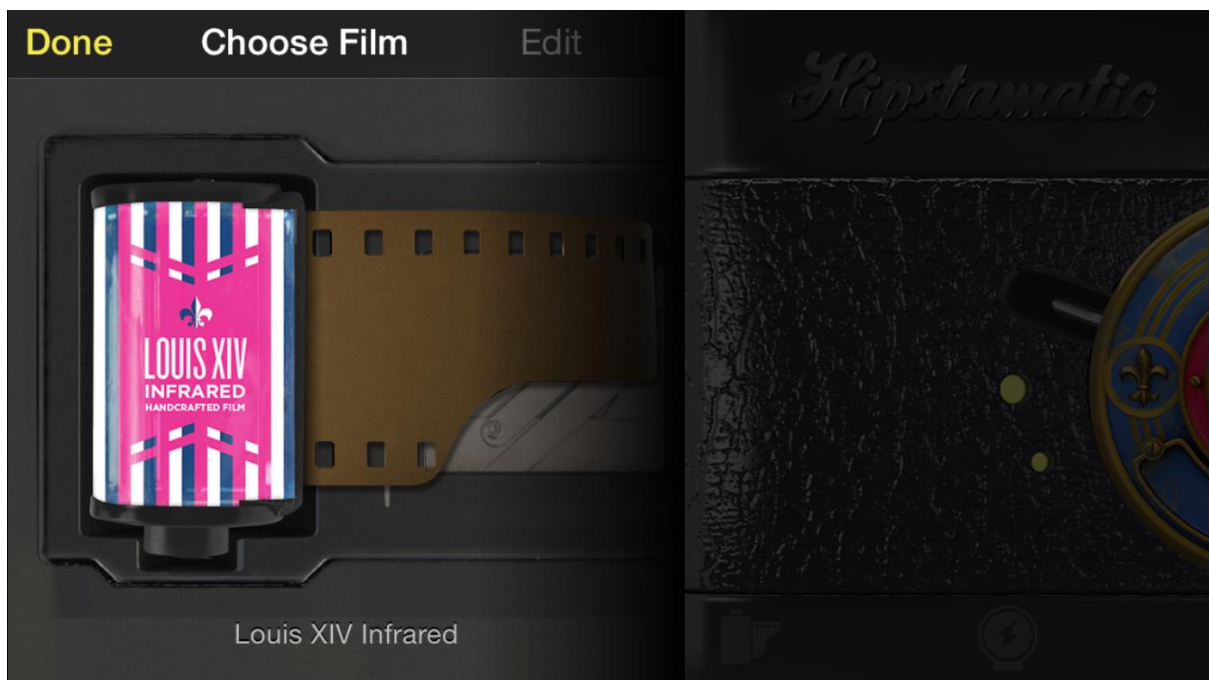 Done Choose Film Edit
Hipstamatic
LOUIS XIV
INFRARED
HANDCRAFTED FILM
Louis XIV Infrared